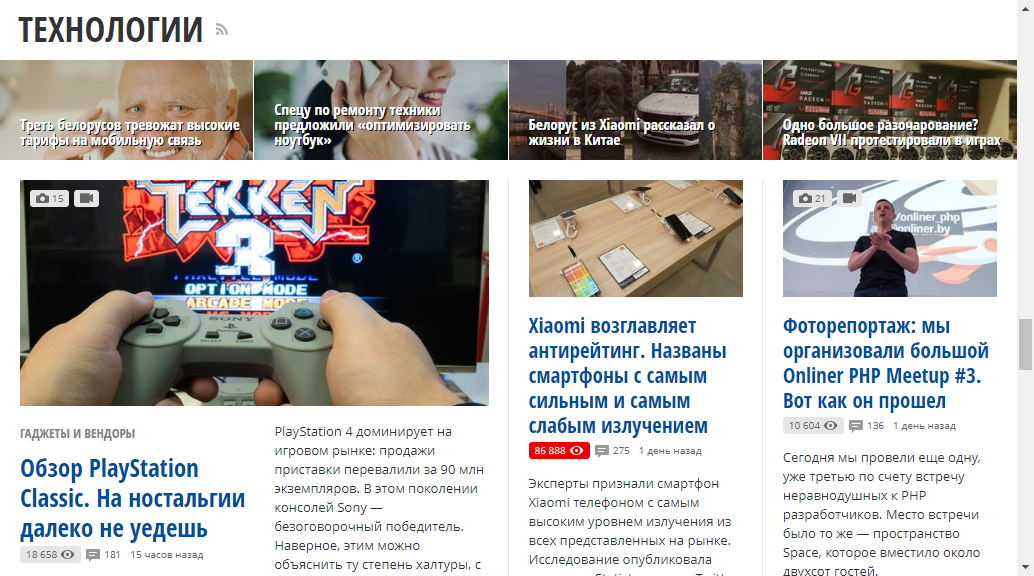 ТЕХНОЛОГИИ
Треть белорусов тревожат высокие
тарифы на мобильную связь
Спецу по ремонту техники
предложили «оптимизировать
ноутбук»
Белорус из Xiaomi рассказал о
жизни в Китае
Одно большое разочарование?
Radeon VII протестировали в играх
15
TEKKEN
3
OPTION MODE
ARCADE MODE
SONY
PlayStation
SELECT
START
ГАДЖЕТЫ И ВЕНДОРЫ
Обзор PlayStation
Classic. На ностальгии
далеко не уедешь
18 658 181 15 часов назад
PlayStation 4 доминирует на
игровом рынке: продажи
приставки перевалили за 90 млн
экземпляров. В этом поколении
консолей Sony —
безоговорочный победитель.
Наверное, этим можно
объяснить ту степень халтуры, с
Xiaomi возглавляет
антирейтинг. Названы
смартфоны с самым
сильным и самым
слабым излучением
86 888 275 1 день назад
Эксперты признали смартфон
Xiaomi телефоном с самым
высоким уровнем излучения из
всех представленных на рынке.
Исследование опубликовала
21
/onliner_php
onliner.by
Фоторепортаж: мы
организовали большой
Onliner PHP Meetup #3.
Вот как он прошел
10 604 136 1 день назад
Сегодня мы провели еще одну,
уже третью по счету встречу
неравнодушных к PHP
разработчиков. Место встречи
было то же — пространство
Space, которое вместило около
двухсот гостей.